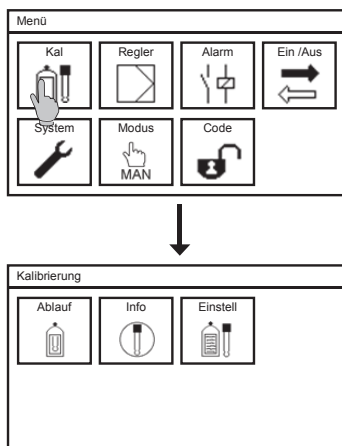 Menü
Kal Regler Alarm Ein /Aus
System Modus Code
MAN
Kalibrierung
Ablauf Info Einstell